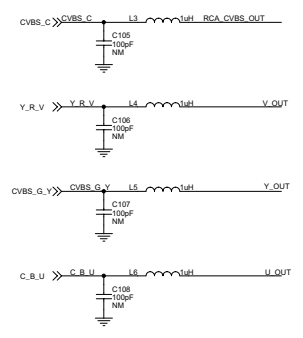 CVBS_C CVBS_C L3 1uH RCA_CVBS_OUT
C105
100pF
NM
Y_R_V Y_R_V L4 1uH V_OUT
C106
100pF
NM
CVBS_G_Y CVBS_G_Y L5 1uH Y_OUT
C107
100pF
NM
C_B_U C_B_U L6 1uH U_OUT
C108
100pF
NM